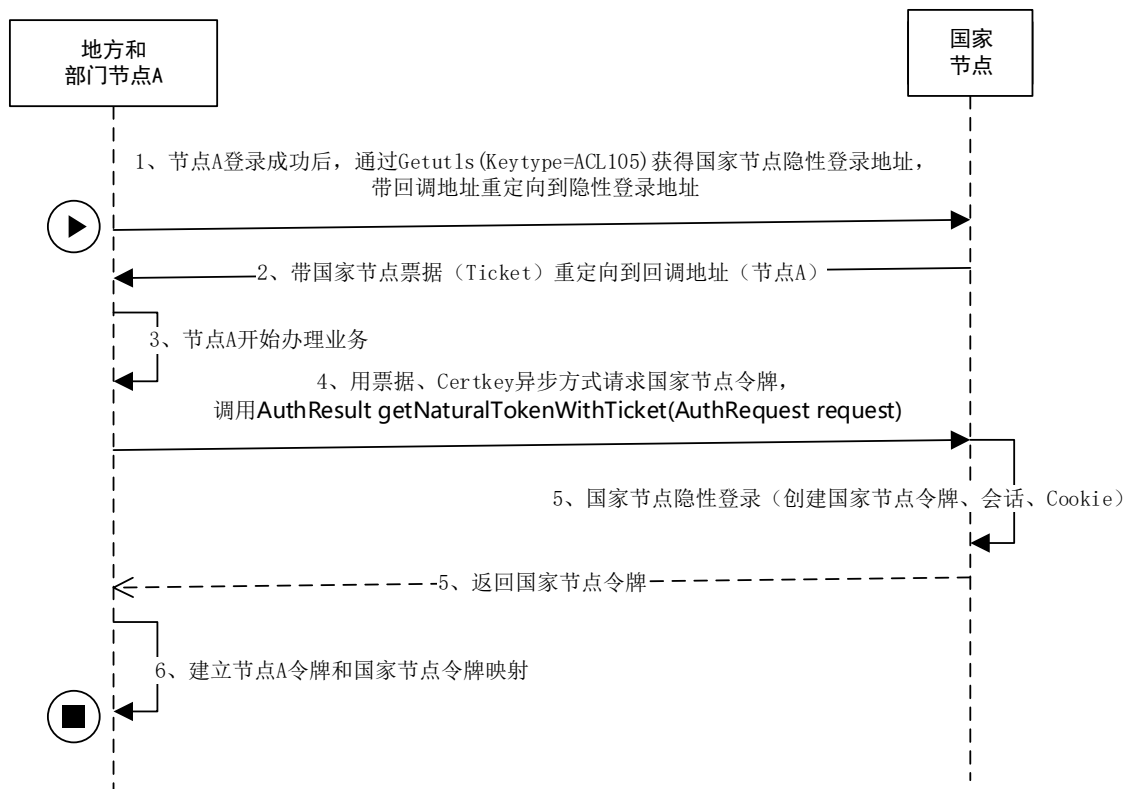 地方和
部门节点A
国家
节点
1、节点A登录成功后，通过Getutls(Keytype=ACL105)获得国家节点隐性登录地址，
带回调地址重定向到隐性登录地址
2、带国家节点票据（Ticket）重定向到回调地址（节点A）
3、节点A开始办理业务
4、用票据、Certkey异步方式请求国家节点令牌，
调用AuthResult getNaturalTokenWithTicket(AuthRequest request)
5、国家节点隐性登录（创建国家节点令牌、会话、Cookie）
5、返回国家节点令牌
6、建立节点A令牌和国家节点令牌映射